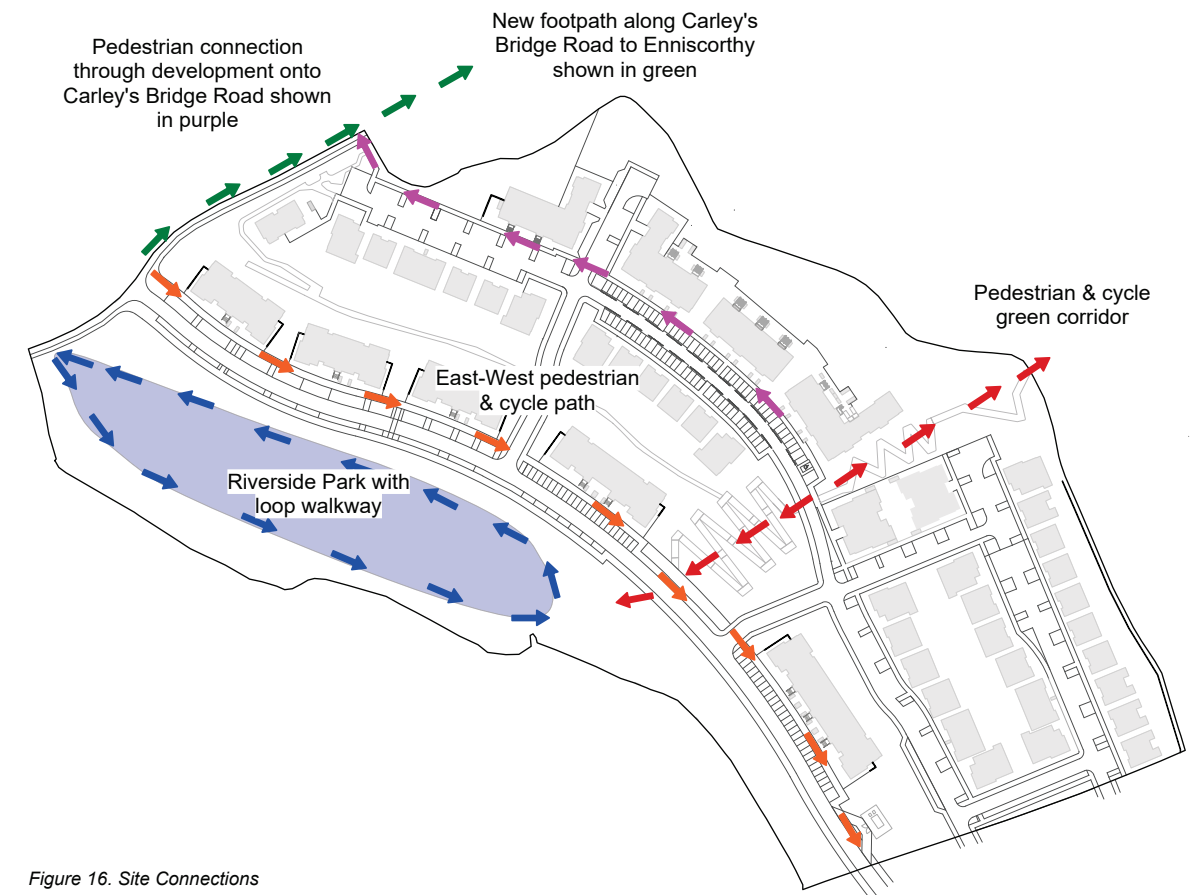 New footpath along Carley's
Bridge Road to Enniscorthy
shown in green
Pedestrian connection
through development onto
Carley's Bridge Road shown
in purple
Pedestrian & cycle
green corridor
East-West pedestrian
& cycle path
Riverside Park with
loop walkway
Figure 16. Site Connections